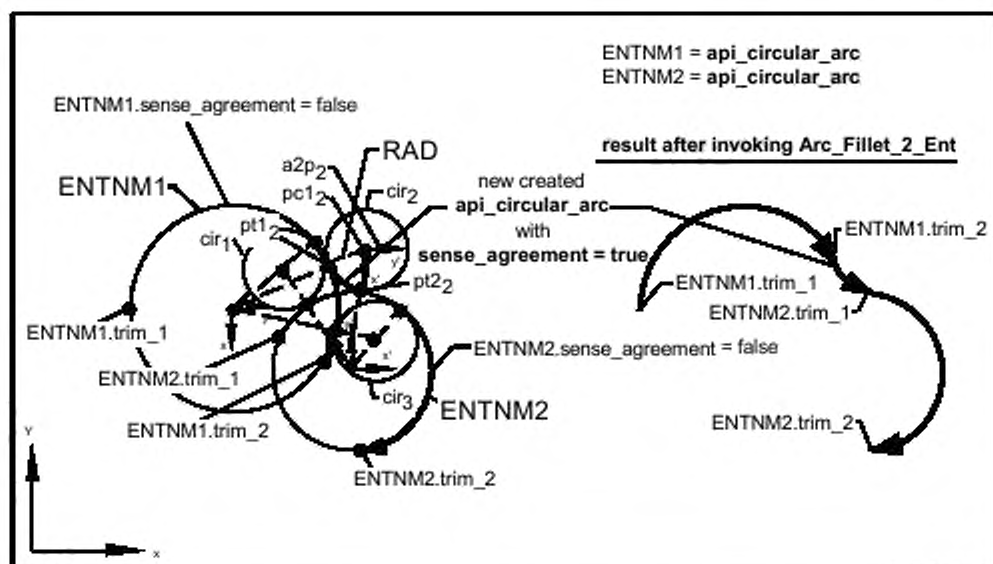 ENTNM1 = api_circular_arc
ENTNM2 = api_circular_arc
ENTNM1.sense_agreement = false
result after invoking Arc_Fillet_2_Ent
RAD
a2p2
ENTNM1
pc12
cir2
new created
api_circular_arc
with
sense_agreement = true
pt12
cir1
ENTNM1.trim_2
y'
x'
pt22
ENTNM1.trim_1
ENTNM2.trim_1
ENTNM1.trim_1
ENTNM2.sense_agreement = false
x'
ENTNM2.trim_1
cir3
ENTNM2
ENTNM1.trim_2
ENTNM2.trim_2
Y
ENTNM2.trim_2
x